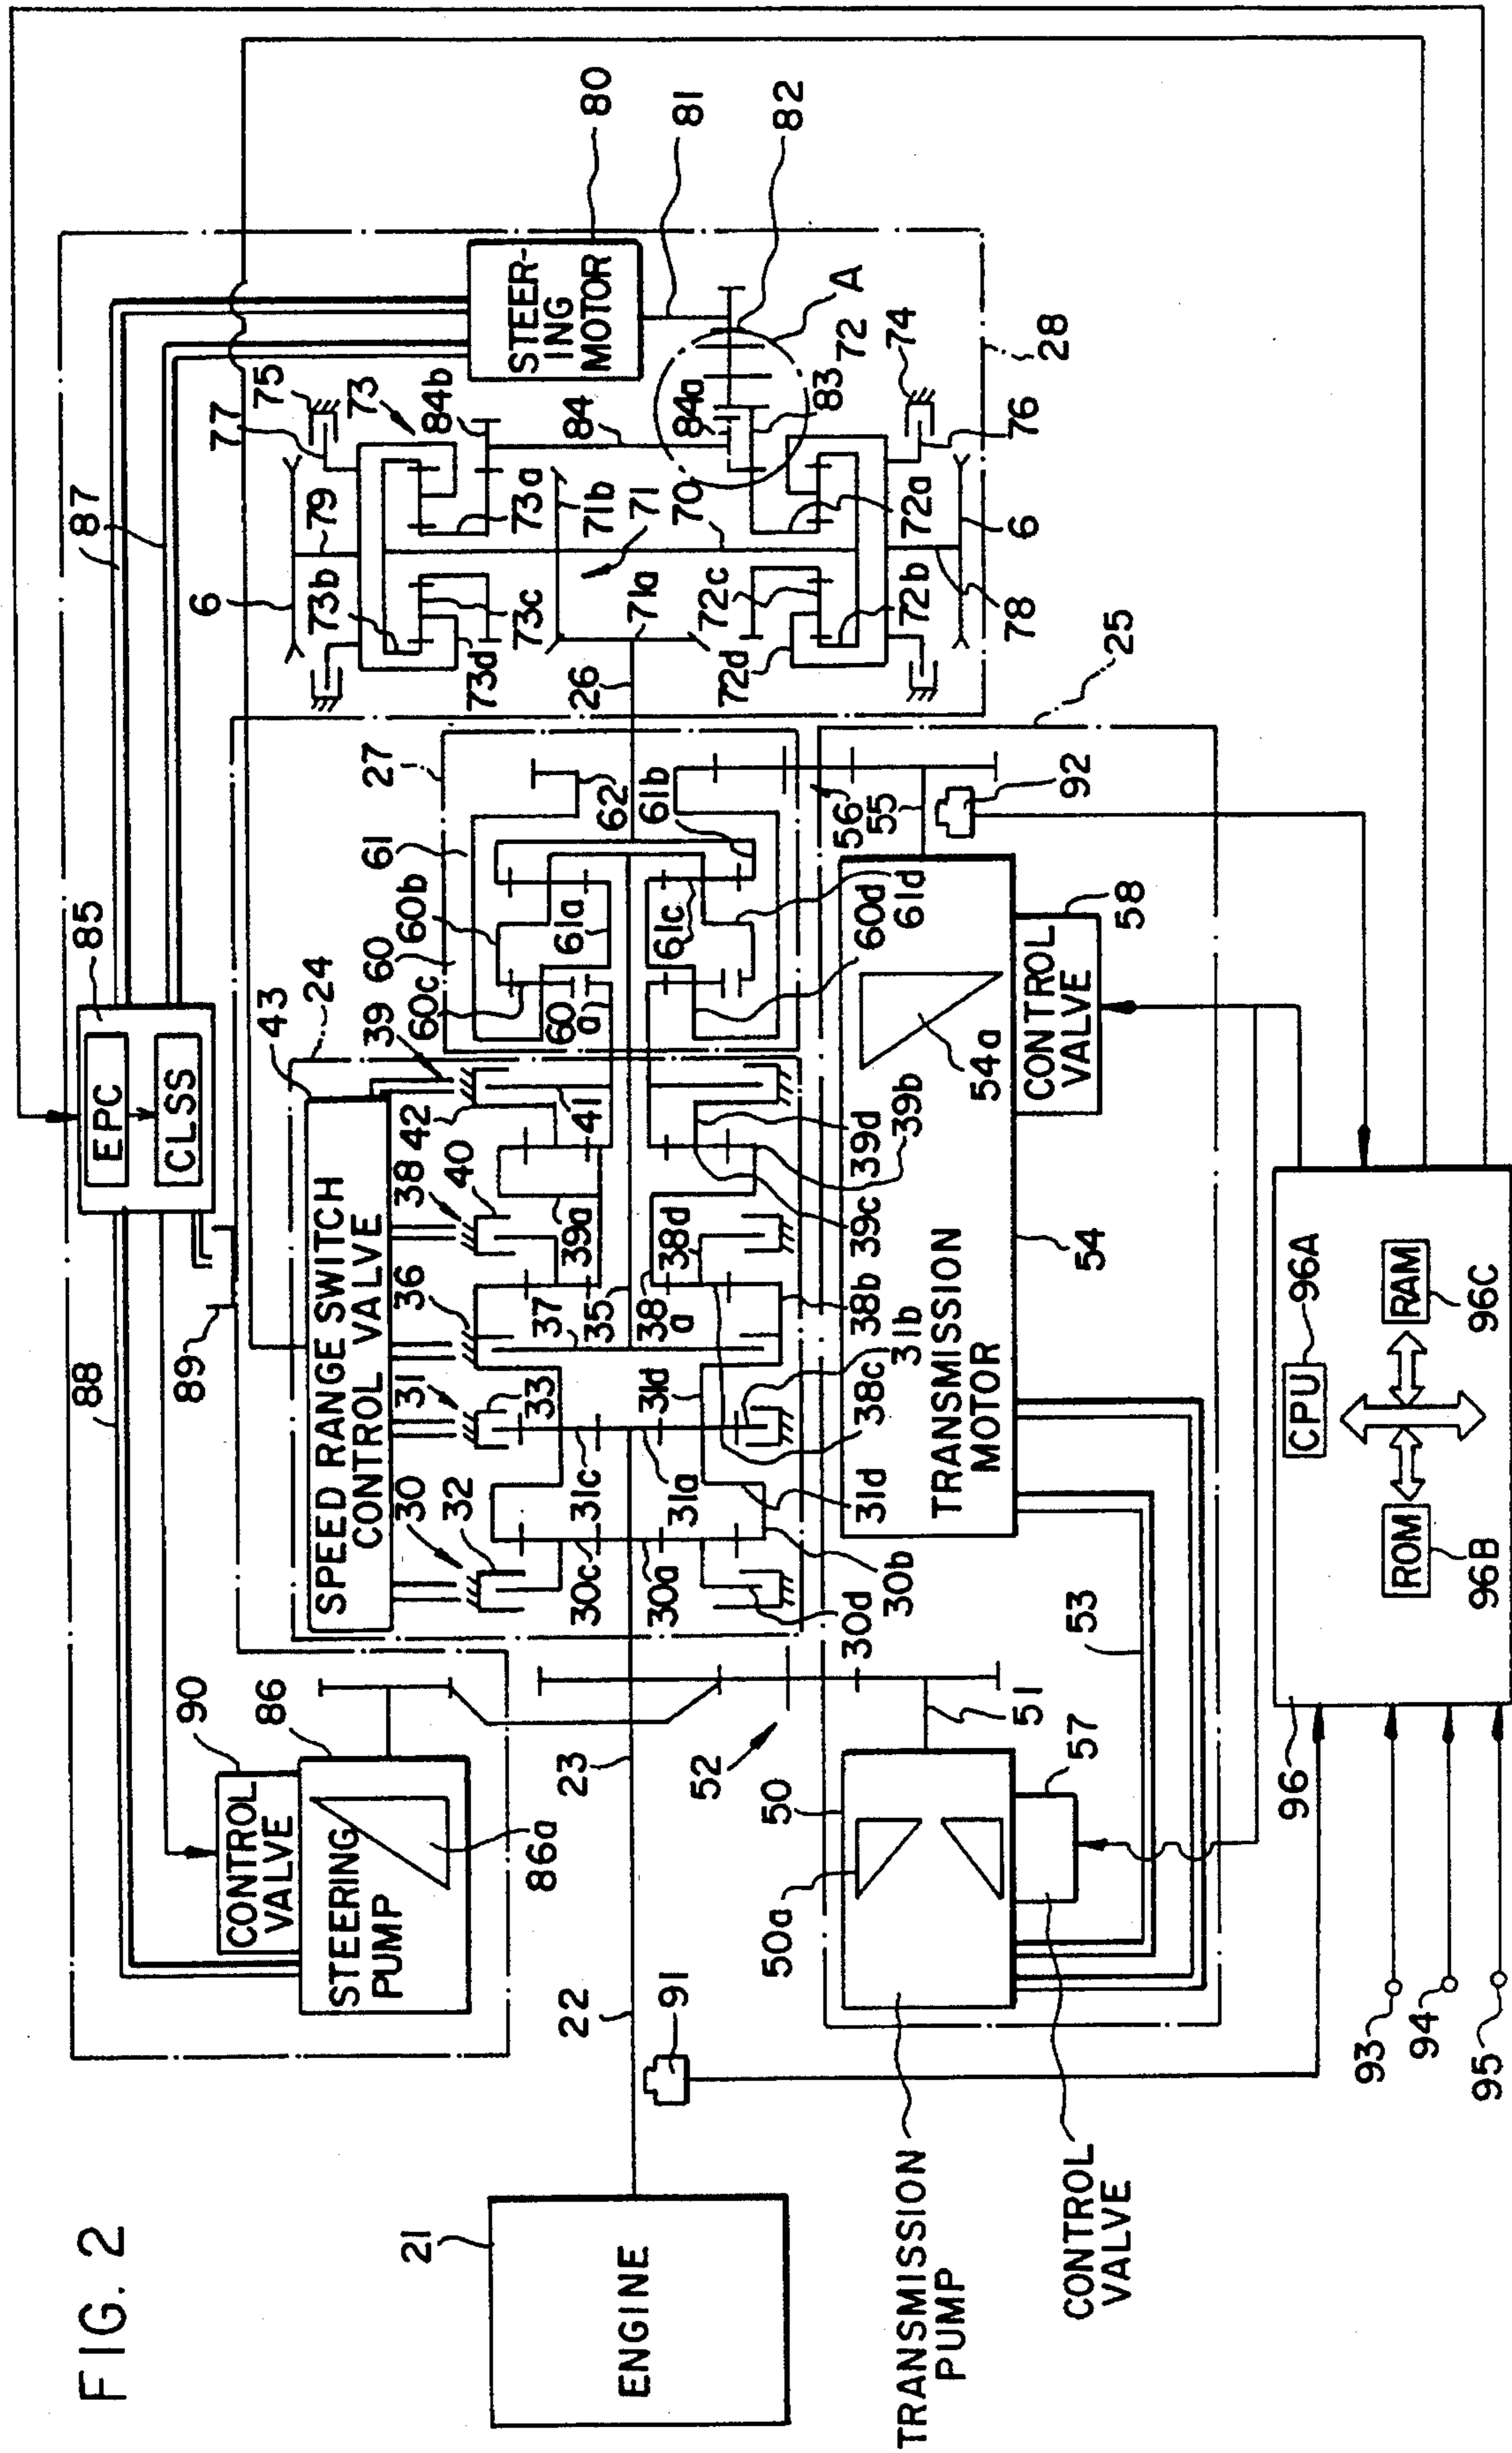 FIG. 2
21
ENGINE
22
91
23
90
CONTROL
VALVE
86
STEERING
PUMP
86a
88
89
85
EPC
CLSS
87
43
24
SPEED RANGE SWITCH
CONTROL VALVE
30
32
31
33
36
38
40
42
39
41
37
35
30c
30a
31c
31a
31d
38
a
38d
39a
30d
30b
31d
31b
38c
38b
39c
39d
39b
27
60
61
60b
60c
60
a
61a
61c
62
61b
60d
61d
26
6
79
77
75
73
84b
73b
73c
73d
73a
71b
71
71a
70
84
84a
83
72
72a
72c
72d
72b
76
74
6
78
28
STEER-
ING
MOTOR
80
81
82
A
25
52
51
50
50a
57
TRANSMISSION
PUMP
CONTROL
VALVE
53
TRANSMISSION
MOTOR
54
54a
CONTROL
VALVE
58
56
55
92
93
94
95
96
CPU
96A
ROM
96B
RAM
96C